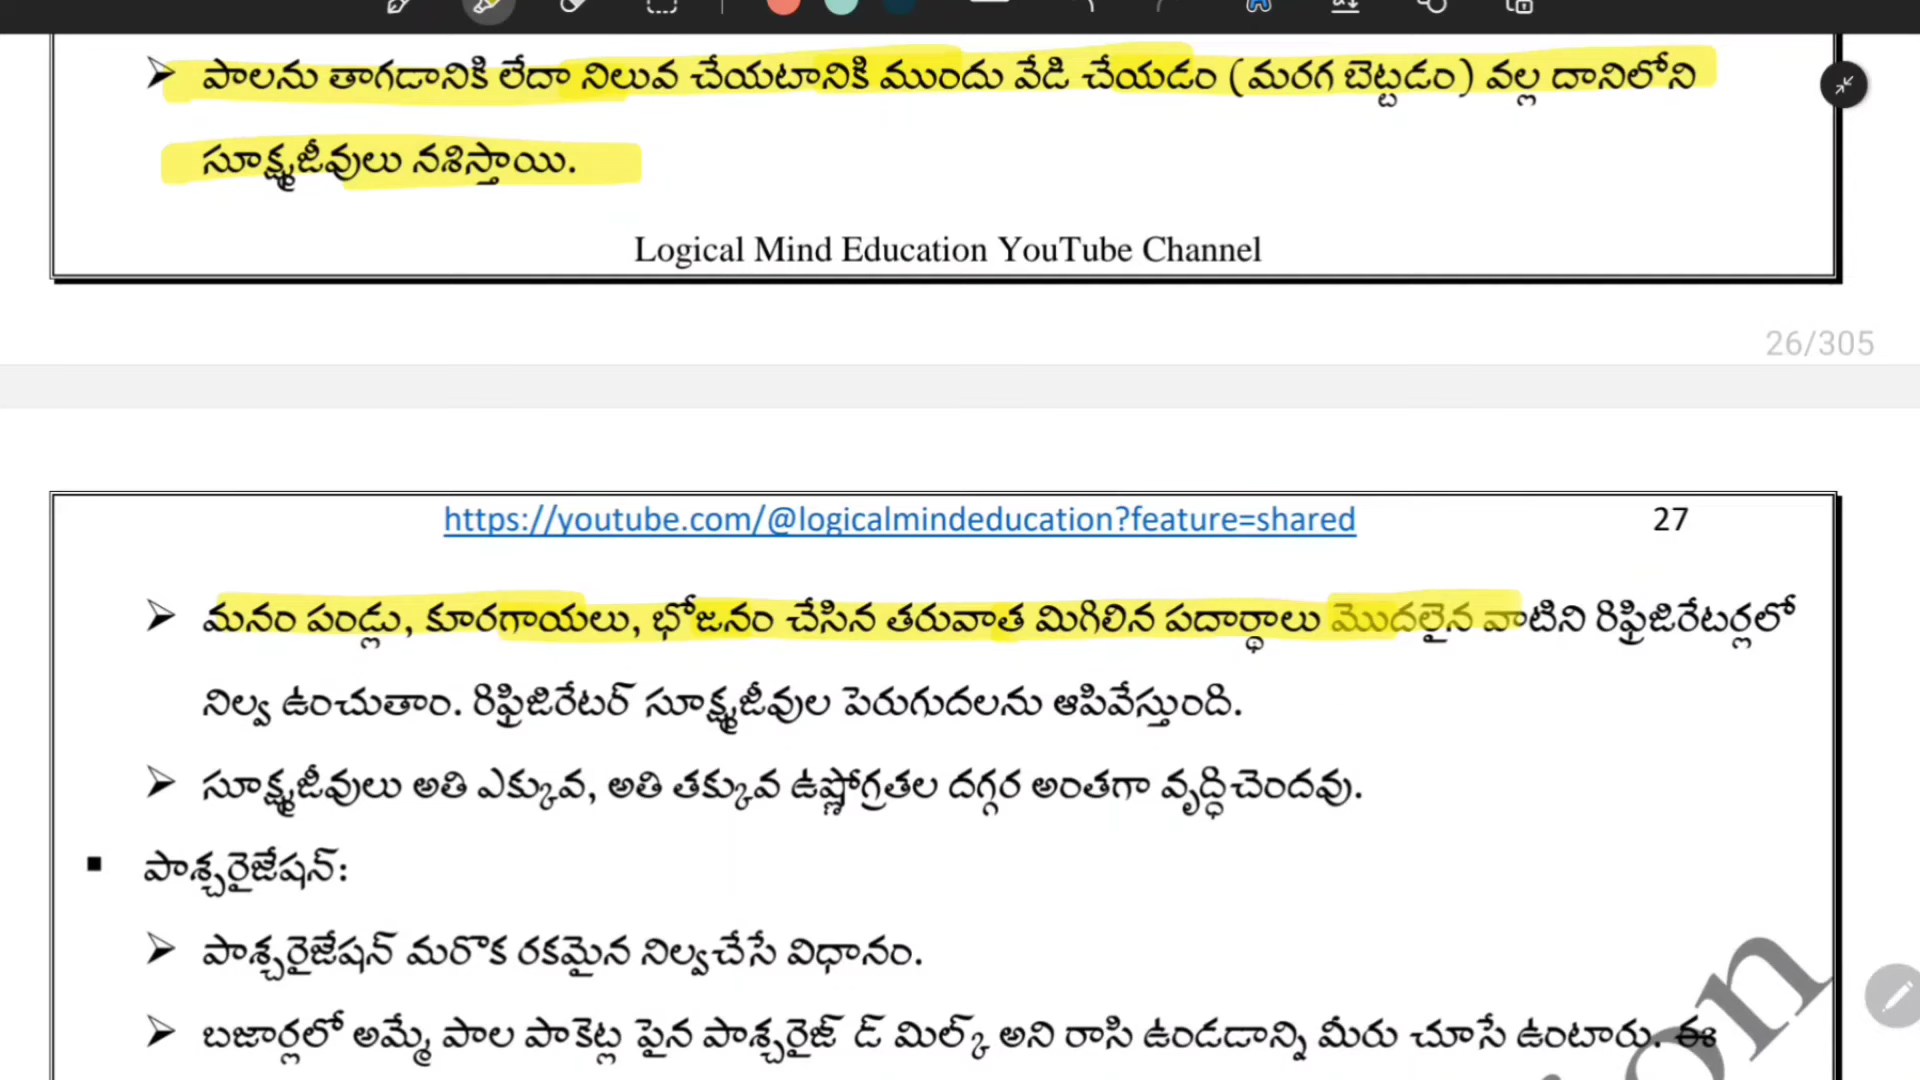 పాలను తాగడానికి లేదా నిలువ చేయటానికి ముందు వేడి చేయడం (మరగ బెట్టడం) వల్ల దానిలోని
సూక్ష్మజీవులు నశిస్తాయి.
Logical Mind Education YouTube Channel
26/305
https://youtube.com/@logicalmindeducation?feature=shared 27
మనం పండ్లు, కూరగాయలు, భోజనం చేసిన తరువాత మిగిలిన పదార్థాలు మొదలైన వాటిని రిఫ్రిజిరేటర్లలో
నిల్వ ఉంచుతాం. రిఫ్రిజిరేటర్ సూక్ష్మజీవుల పెరుగుదలను ఆపివేస్తుంది.
సూక్ష్మజీవులు అతి ఎక్కువ, అతి తక్కువ ఉష్ణోగ్రతల దగ్గర అంతగా వృద్ధిచెందవు.
పాశ్చరైజేషన్:
పాశ్చరైజేషన్ మరొక రకమైన నిల్వచేసే విధానం.
బజార్లలో అమ్మే పాల పాకెట్ల పైన పాశ్చరైజ్ డ్ మిల్క్ అని రాసి ఉండడాన్ని మీరు చూసే ఉంటారు. ఈ
on